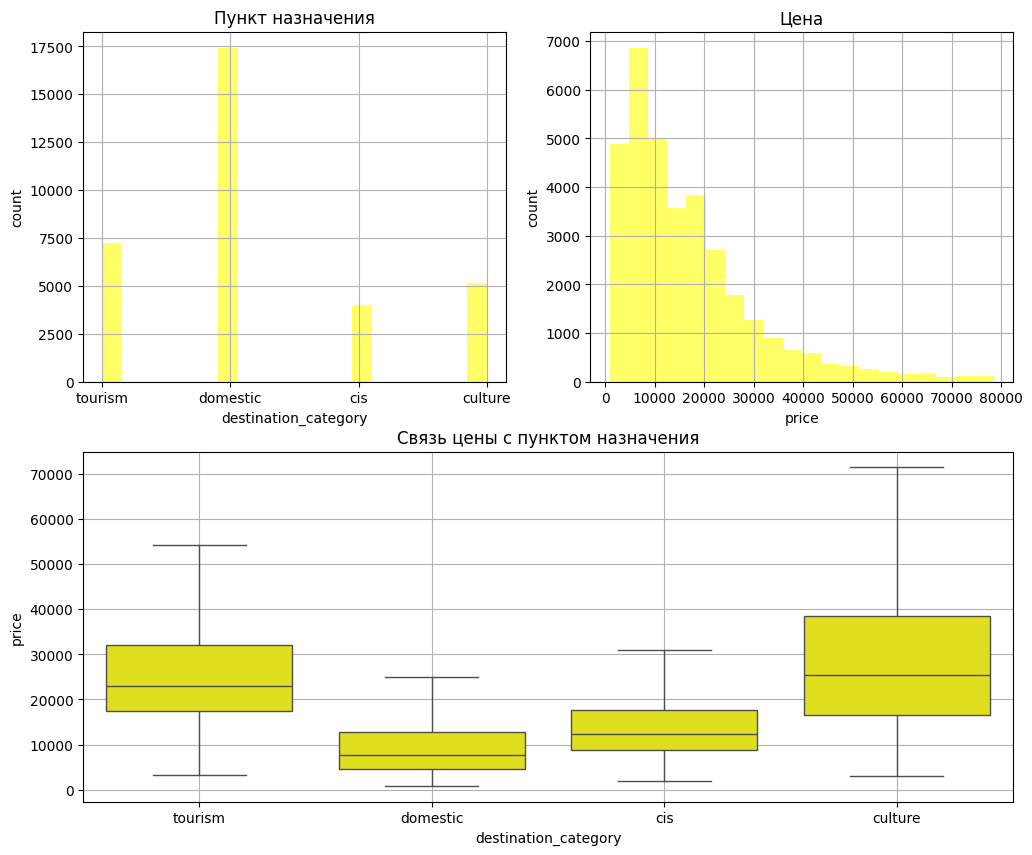 Пункт назначения
17500
15000
12500
10000
7500
5000
2500
0
count
tourism domestic cis culture
destination_category
Цена
7000
6000
5000
4000
3000
2000
1000
0
count
0 10000 20000 30000 40000 50000 60000 70000 80000
price
Связь цены с пунктом назначения
70000
60000
50000
40000
30000
20000
10000
0
price
tourism domestic cis culture
destination_category